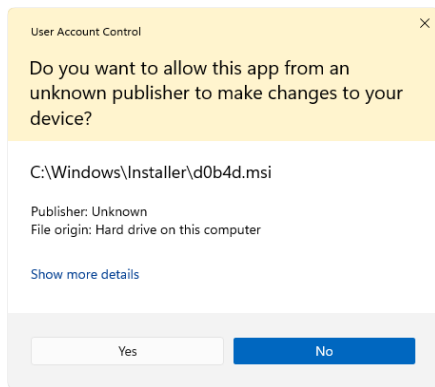 User Account Control
Do you want to allow this app from an
unknown publisher to make changes to your
device?
C:\Windows\Installer\d0b4d.msi
Publisher: Unknown
File origin: Hard drive on this computer
Show more details
Yes
No